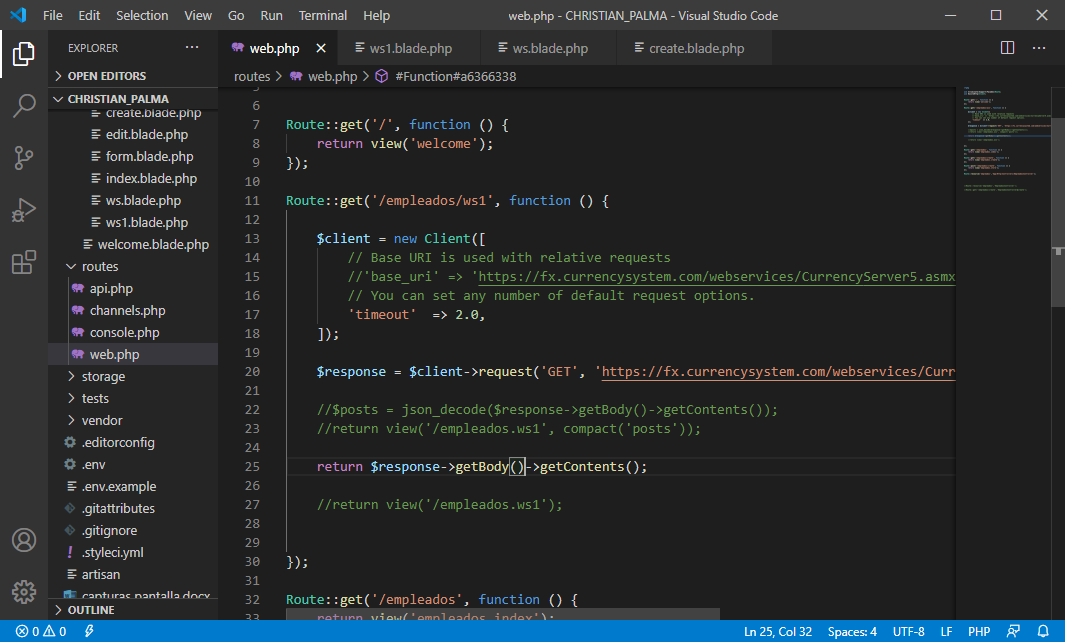 File Edit Selection View Go Run Terminal Help web.php - CHRISTIAN_PALMA - Visual Studio Code
EXPLORER
OPEN EDITORS
CHRISTIAN_PALMA
create.blade.php
edit.blade.php
form.blade.php
index.blade.php
ws.blade.php
ws1.blade.php
welcome.blade.php
routes
api.php
channels.php
console.php
web.php
storage
tests
vendor
.editorconfig
.env
.env.example
.gitattributes
.gitignore
.styleci.yml
artisan
capturas pantalla.docx
OUTLINE
web.php ws1.blade.php ws.blade.php create.blade.php
routes > web.php > #Function#a6366338
5
6
7 Route::get('/', function () {
8 return view('welcome');
9 });
10
11 Route::get('/empleados/ws1', function () {
12
13 $client = new Client([
14 // Base URI is used with relative requests
15 //'base_uri' => 'https://fx.currencysystem.com/webservices/CurrencyServer5.asmx
16 // You can set any number of default request options.
17 'timeout' => 2.0,
18 ]);
19
20 $response = $client->request('GET', 'https://fx.currencysystem.com/webservices/Curr
21
22 //$posts = json_decode($response->getBody()->getContents());
23 //return view('/empleados.ws1', compact('posts'));
24
25 return $response->getBody()->getContents();
26
27 //return view('/empleados.ws1');
28
29
30 });
31
32 Route::get('/empleados', function () {
33 return view('empleados.index');
0 0 Ln 25, Col 32 Spaces: 4 UTF-8 LF PHP